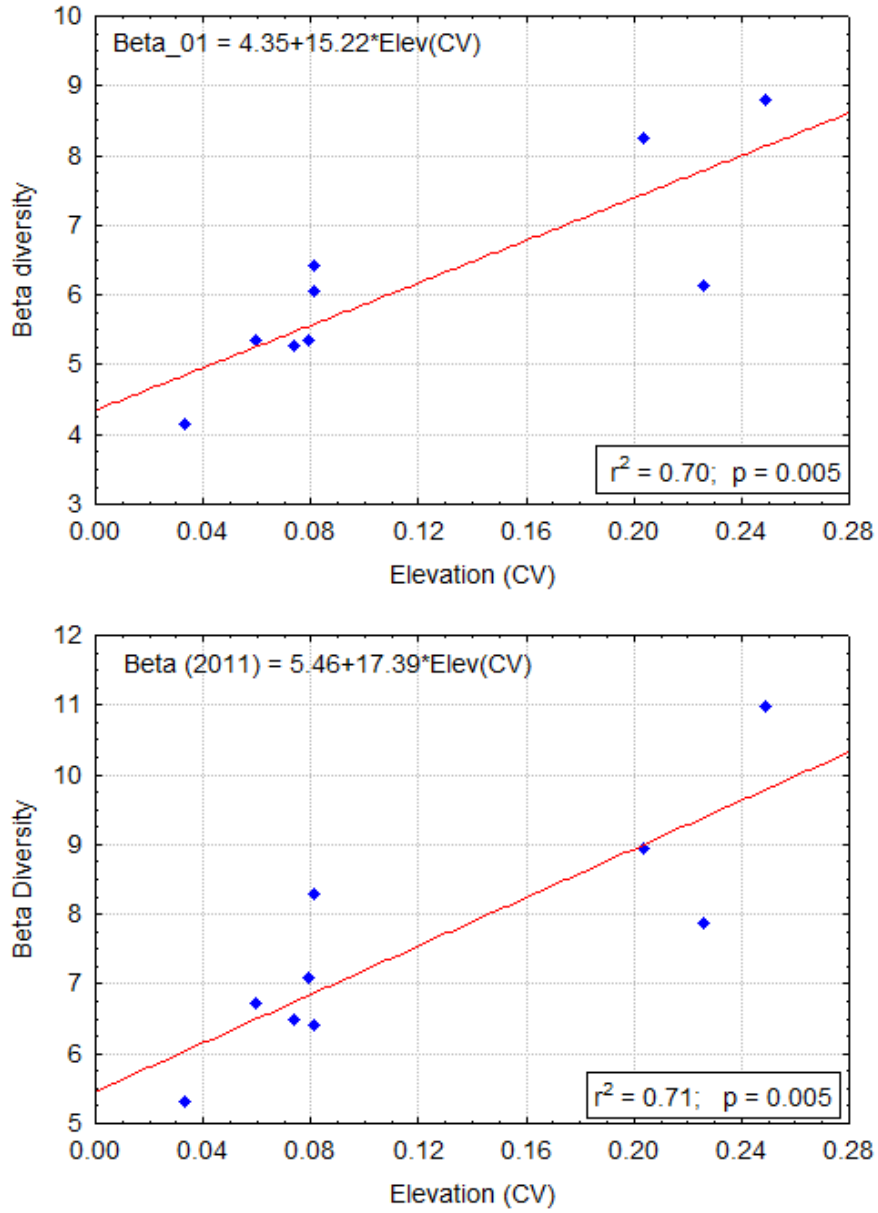 Beta_01 = 4.35+15.22*Elev(CV)
10
9
8
7
6
5
4
3
Beta diversity
r² = 0.70; p = 0.005
0.00 0.04 0.08 0.12 0.16 0.20 0.24 0.28
Elevation (CV)
Beta (2011) = 5.46+17.39*Elev(CV)
12
11
10
9
8
7
6
5
Beta Diversity
r² = 0.71; p = 0.005
0.00 0.04 0.08 0.12 0.16 0.20 0.24 0.28
Elevation (CV)